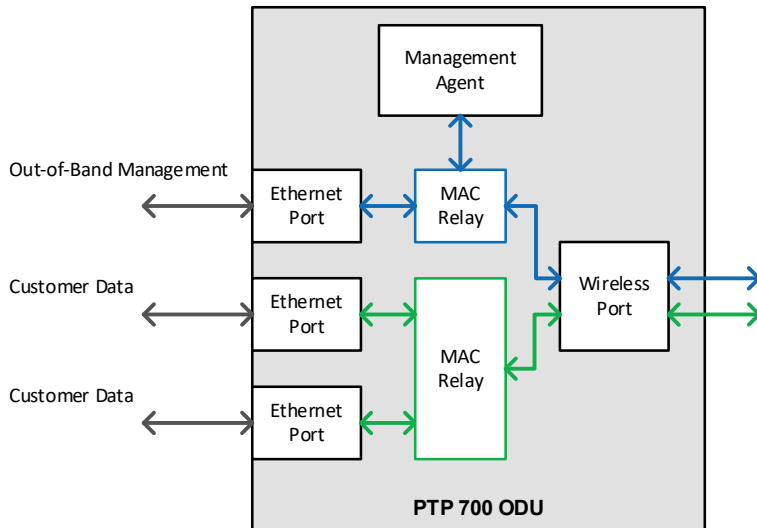 Management
Agent
Out-of-Band Management
Ethernet
Port
MAC
Relay
Wireless
Port
Customer Data
Ethernet
Port
MAC
Relay
Customer Data
Ethernet
Port
PTP 700 ODU